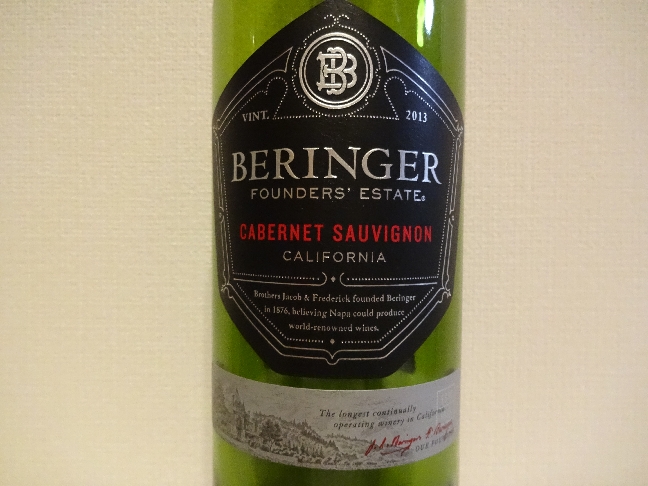 BB
VINT. 2013
BERINGER
FOUNDERS' ESTATE®
CABERNET SAUVIGNON
CALIFORNIA
Brothers Jacob & Frederick founded Beringer
in 1876, believing Napa could produce
world-renowned wines.
The longest continually
operating winery in California
OUR